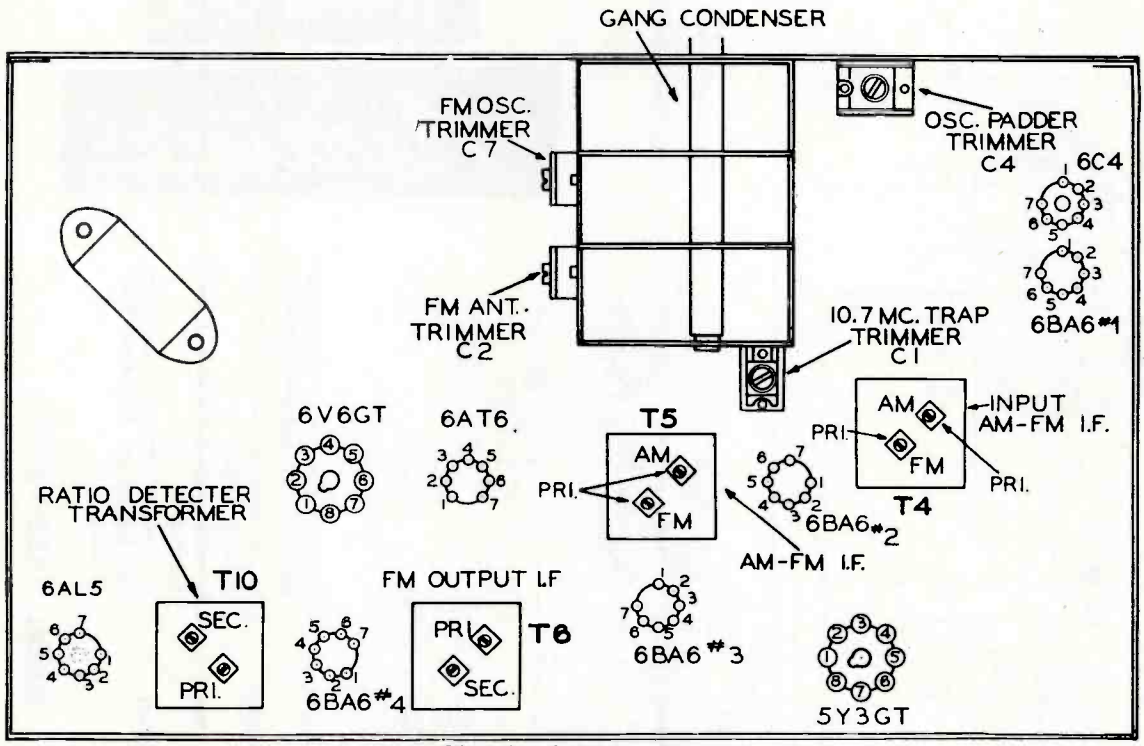 GANG CONDENSER
FM OSC.
TRIMMER
C7
OSC. PADDER
TRIMMER
C4
6C4
1
2
3
4
5
6
7
FM ANT.
TRIMMER
C2
10.7 MC. TRAP
TRIMMER
C1
1
2
3
4
5
6
7
6BA6 #1
6V6GT
1
2
3
4
5
6
7
8
6AT6.
1
2
3
4
5
6
7
T5
AM
PRI.
FM
AM-FM I.F.
1
2
3
4
5
6
7
6BA6 #2
AM
PRI.
FM
T4
INPUT
AM-FM I.F.
PRI.
RATIO DETECTER
TRANSFORMER
6AL5
1
2
3
4
5
6
7
T10
SEC.
PRI.
1
2
3
4
5
6
7
6BA6 #4
FM OUTPUT I.F
PRI.
SEC.
T6
1
2
3
4
5
6
7
6BA6 #3
1
2
3
4
5
6
7
8
5Y3GT